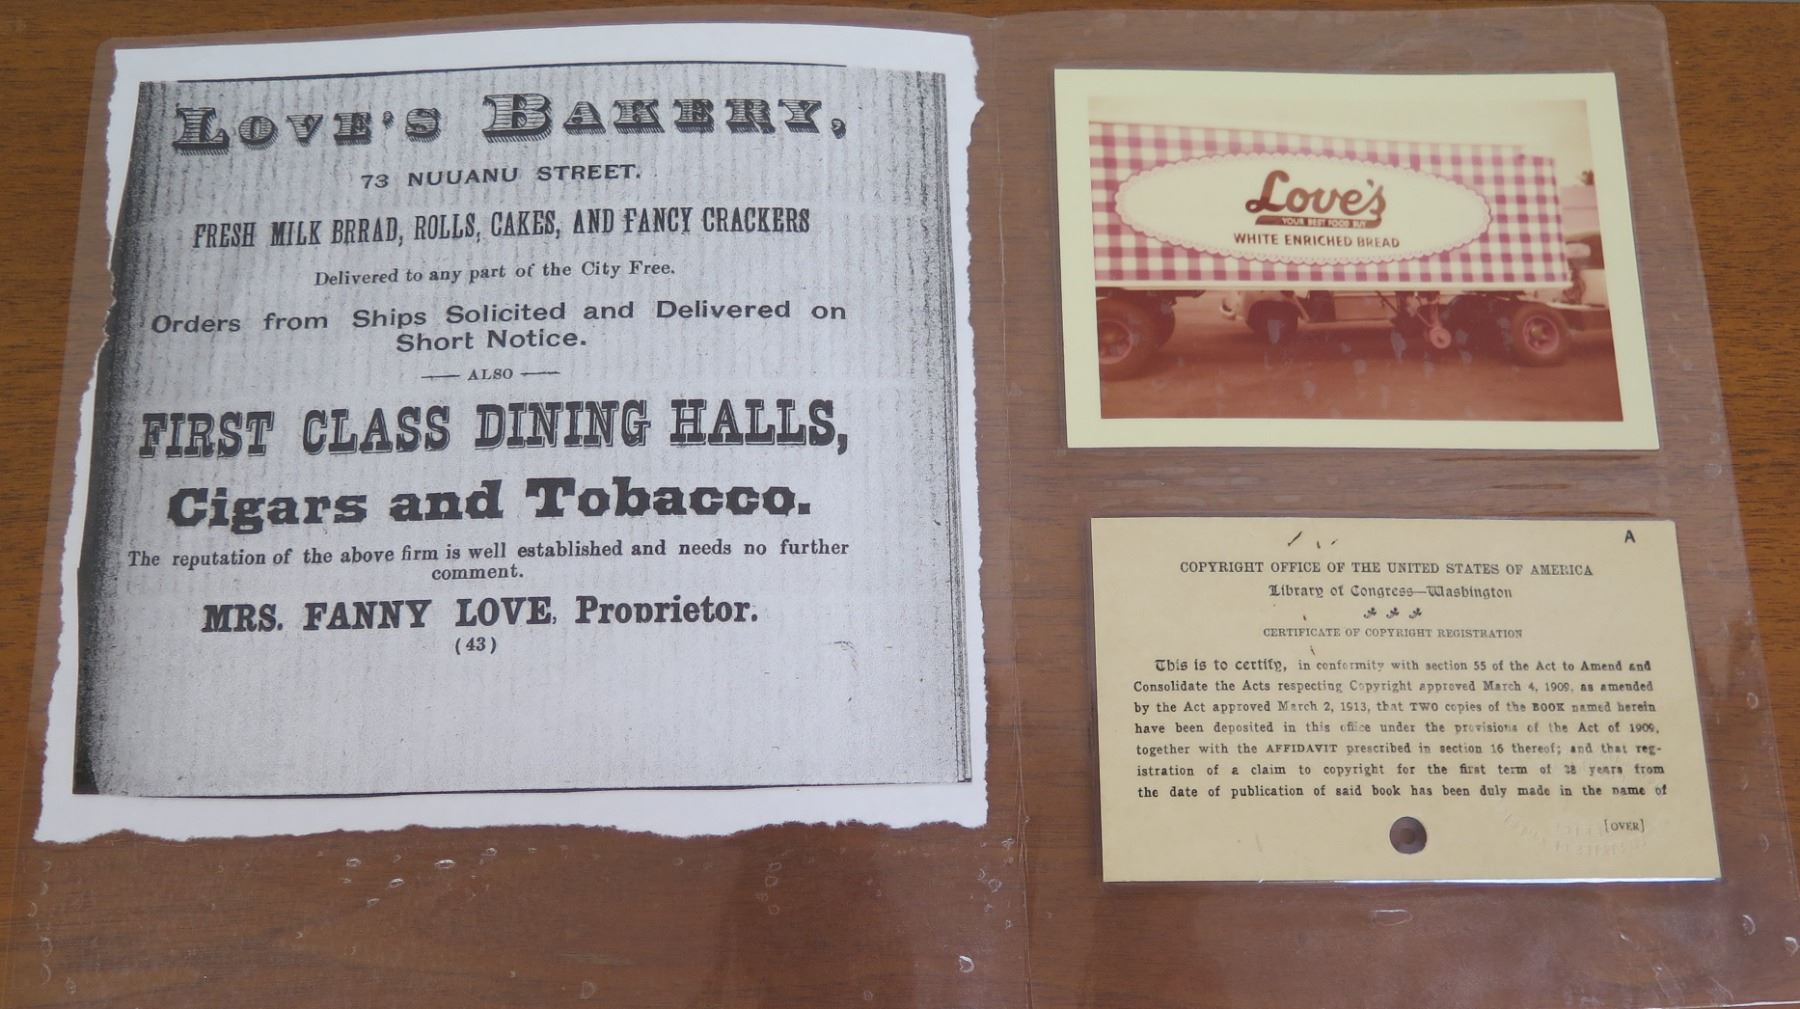 LOVE'S BAKERY,
73 NUUANU STREET.
FRESH MILK BRRAD, ROLLS, CAKES, AND FANCY CRACKERS
Delivered to any part of the City Free.
Orders from Ships Solicited and Delivered on
Short Notice.
ALSO
FIRST CLASS DINING HALLS,
Cigars and Tobacco.
The reputation of the above firm is well established and needs no further
comment.
MRS. FANNY LOVE, Proprietor.
(43)
Love's
YOUR BEST FOOD BUY
WHITE ENRICHED BREAD
A
COPYRIGHT OFFICE OF THE UNITED STATES OF AMERICA
Library of Congress—Washington
CERTIFICATE OF COPYRIGHT REGISTRATION
This is to certify, in conformity with section 55 of the Act to Amend and
Consolidate the Acts respecting Copyright approved March 4, 1909, as amended
by the Act approved March 2, 1913, that TWO copies of the BOOK named herein
have been deposited in this office under the provisions of the Act of 1909,
together with the AFFIDAVIT prescribed in section 16 thereof; and that reg-
istration of a claim to copyright for the first term of 28 years from
the date of publication of said book has been duly made in the name of
[OVER]